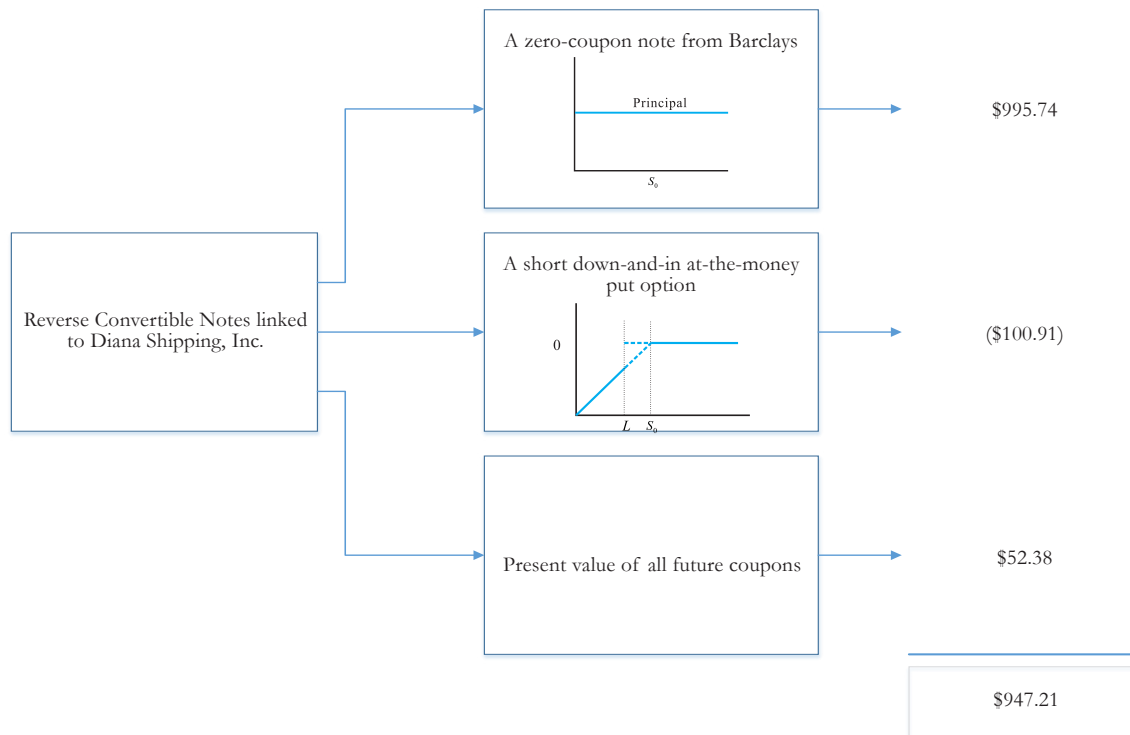 A zero-coupon note from Barclays
Principal
S₀
$995.74
Reverse Convertible Notes linked
to Diana Shipping, Inc.
A short down-and-in at-the-money
put option
0
L S₀
($100.91)
Present value of all future coupons
$52.38
$947.21